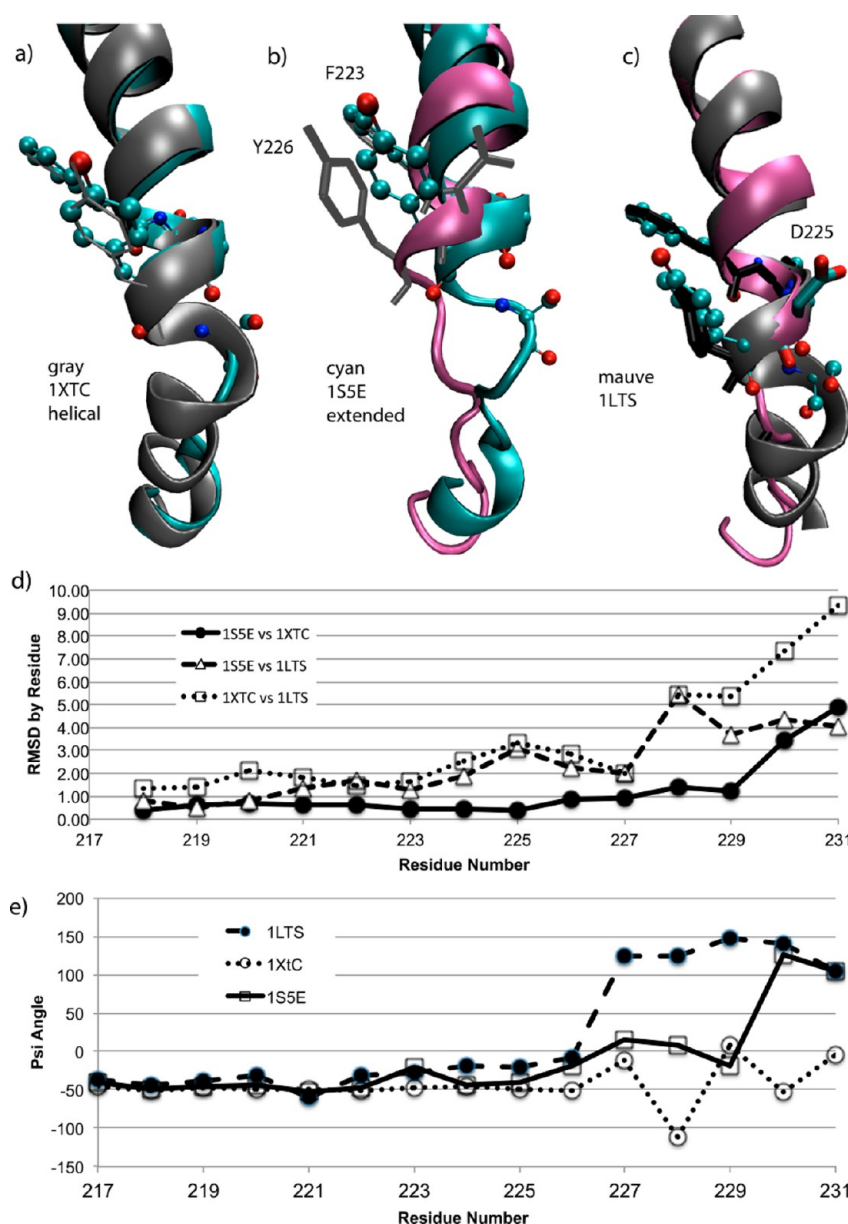 a)
b)
c)
F223
Y226
D225
gray
1XTC
helical
cyan
1S5E
extended
mauve
1LTS
d)
10.00
9.00
8.00
7.00
6.00
5.00
4.00
3.00
2.00
1.00
0.00
RMSD by Residue
1S5E vs 1XTC
1S5E vs 1LTS
1XTC vs 1LTS
217 219 221 223 225 227 229 231
Residue Number
e)
200
150
100
50
0
-50
-100
-150
Psi Angle
1LTS
1XtC
1S5E
217 219 221 223 225 227 229 231
Residue Number